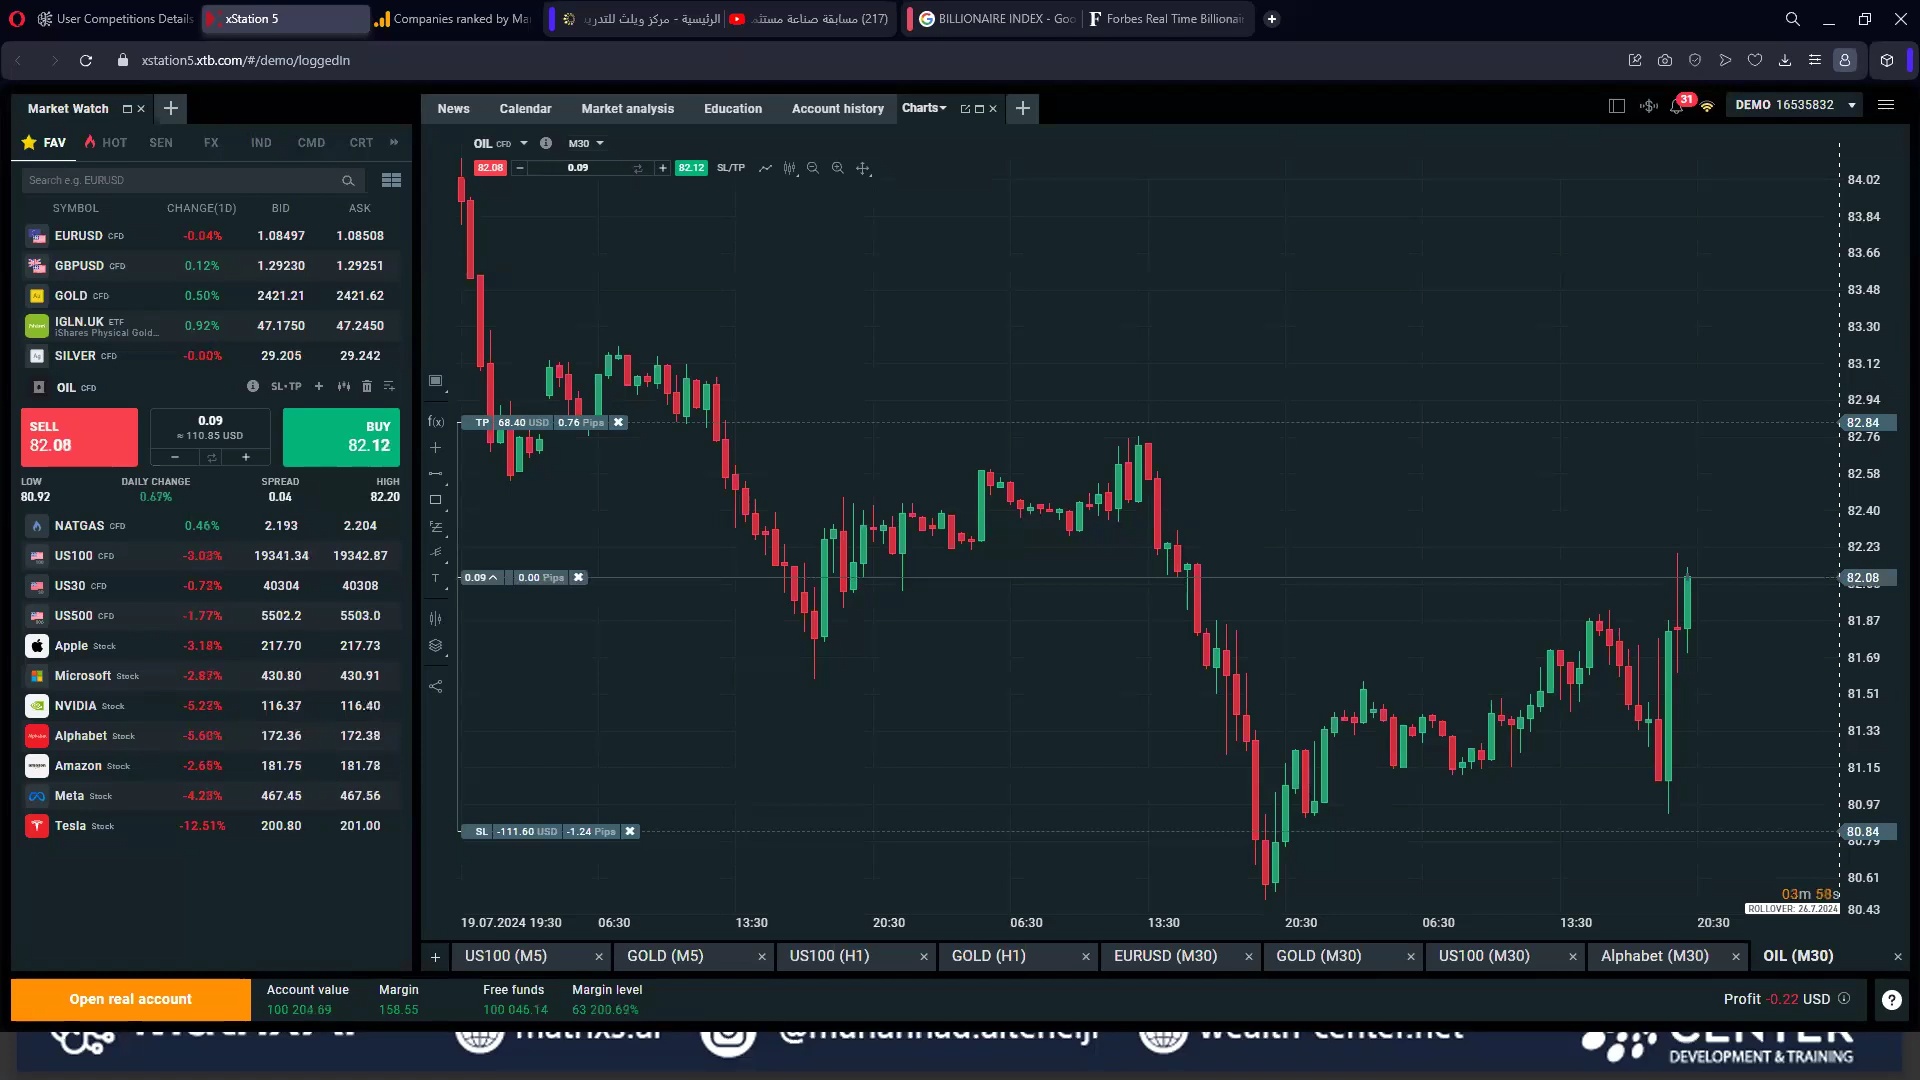 User Competitions Details
xStation 5
Companies ranked by Ma
الرئيسية - مركز ويلث للتدريب
(217) مسابقة صناعة مستثم
BILLIONAIRE INDEX - Goo
Forbes Real Time Billionair
xstation5.xtb.com/#/demo/loggedIn
Market Watch
News Calendar Market analysis Education Account history Charts
31
DEMO 16535832
FAV HOT SEN FX IND CMD CRT
Search e.g. EURUSD
SYMBOL CHANGE(1D) BID ASK
EURUSD CFD -0.04% 1.08497 1.08508
GBPUSD CFD 0.12% 1.29230 1.29251
GOLD CFD 0.50% 2421.21 2421.62
IGLN.UK ETF 0.92% 47.1750 47.2450
iShares Physical Gold...
SILVER CFD -0.00% 29.205 29.242
OIL CFD SL•TP
SELL 82.08
0.09
≈ 110.85 USD
BUY 82.12
LOW DAILY CHANGE SPREAD HIGH
80.92 0.67% 0.04 82.20
NATGAS CFD 0.46% 2.193 2.204
US100 CFD 19341.34 19342.87
US30 CFD 40304 40308
US500 CFD -1.77% 5502.2 5503.0
Apple Stock -3.18% 217.70 217.73
Microsoft Stock 430.80 430.91
NVIDIA Stock 116.37 116.40
Alphabet Stock 172.36 172.38
Amazon Stock 181.75 181.78
Meta Stock 467.45 467.56
Tesla Stock -12.51% 200.80 201.00
OIL CFD M30
82.08 0.09 82.12 SL/TP
f(x)
T
TP 68.40 USD 0.76 Pips
0.09 0.00 Pips
SL -111.60 USD -1.24 Pips
84.02
83.84
83.66
83.48
83.30
83.12
82.94
82.84
82.76
82.58
82.40
82.23
82.08
81.87
81.69
81.51
81.33
81.15
80.97
80.84
80.79
80.61
80.43
03m 58s
ROLLOVER: 26.7.2024
19.07.2024 19:30 06:30 13:30 20:30 06:30 13:30 20:30 06:30 13:30 20:30
US100 (M5) GOLD (M5) US100 (H1) GOLD (H1) EURUSD (M30) GOLD (M30) US100 (M30) Alphabet (M30) OIL (M30)
Open real account
Account value Margin Free funds Margin level
100 204.69 158.55 100 046.14 63 200.69%
Profit -0.22 USD
?
matrixs.ai
@muhannad.alteneiji
wealth-center.net
CENTER
DEVELOPMENT & TRAINING